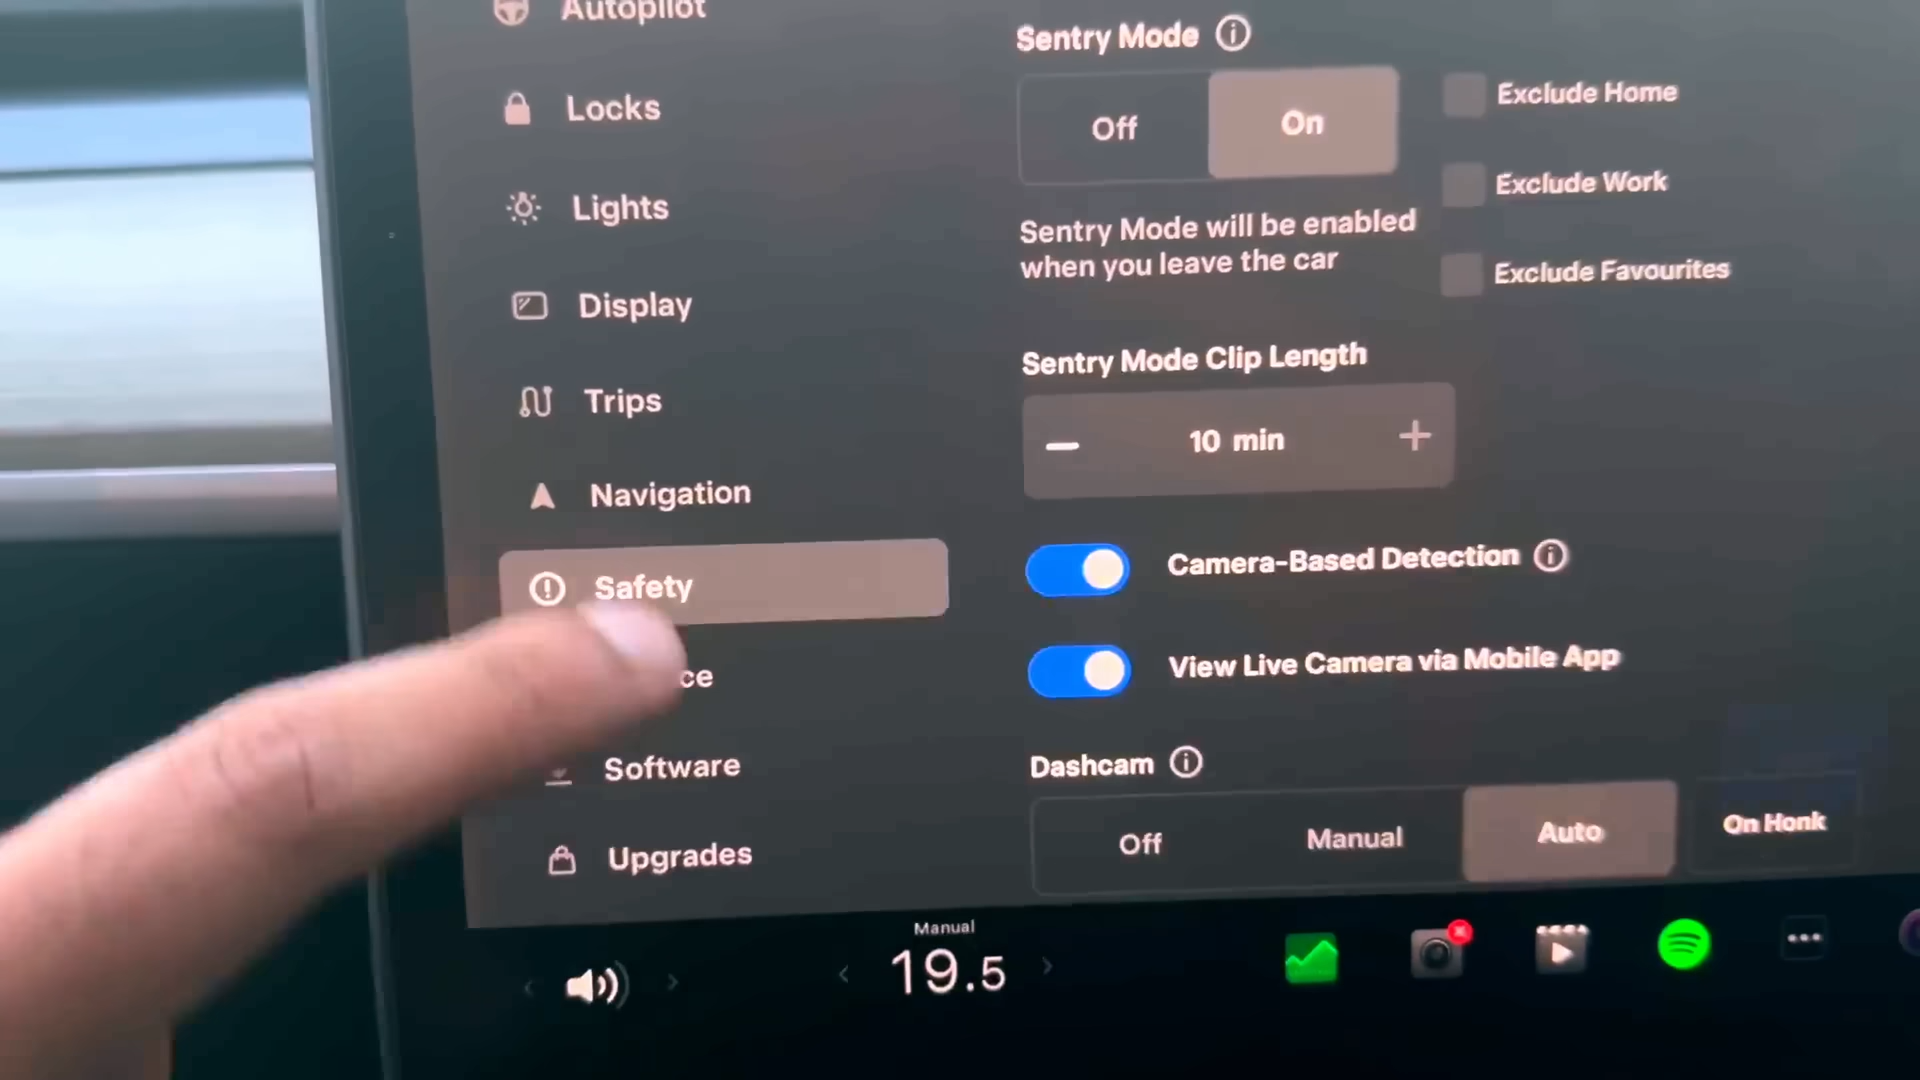 Autopilot
Locks
Lights
Display
Trips
Navigation
Safety
ce
Software
Upgrades
Sentry Mode
Off
On
Exclude Home
Exclude Work
Exclude Favourites
Sentry Mode will be enabled
when you leave the car
Sentry Mode Clip Length
10 min
Camera-Based Detection
View Live Camera via Mobile App
Dashcam
Off
Manual
Auto
On Honk
Manual
19.5